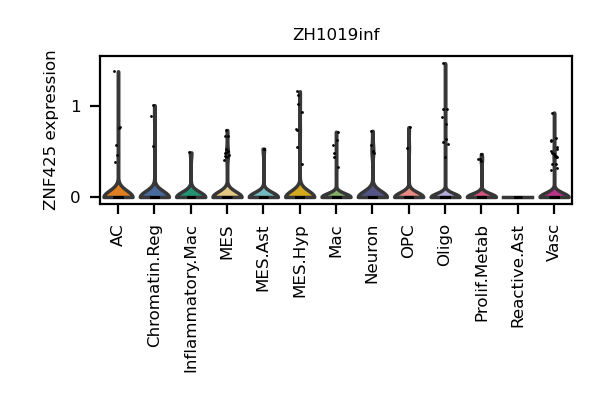 ZH1019inf
ZNF425 expression
1
0
AC
Chromatin.Reg
Inflammatory.Mac
MES
MES.Ast
MES.Hyp
Mac
Neuron
OPC
Oligo
Prolif.Metab
Reactive.Ast
Vasc